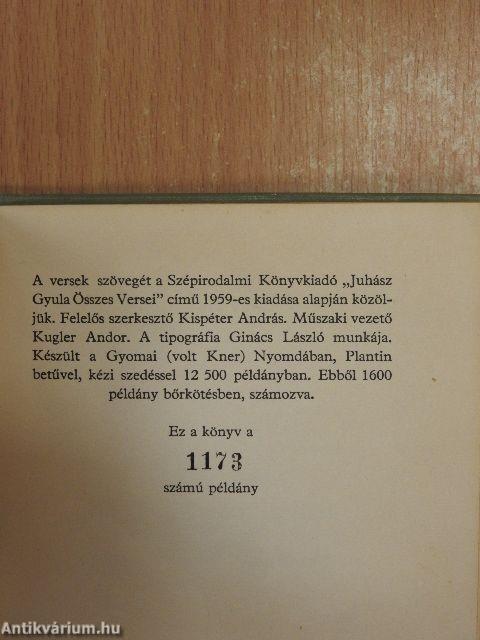 A versek szövegét a Szépirodalmi Könyvkiadó „Juhász
Gyula Összes Versei” című 1959-es kiadása alapján közöl-
jük. Felelős szerkesztő Kispéter András. Műszaki vezető
Kugler Andor. A tipográfia Ginács László munkája.
Készült a Gyomai (volt Kner) Nyomdában, Plantin
betűvel, kézi szedéssel 12 500 példányban. Ebből 1600
példány bőrkötésben, számozva.
Ez a könyv a
1173
számú példány
Antikvárium.hu